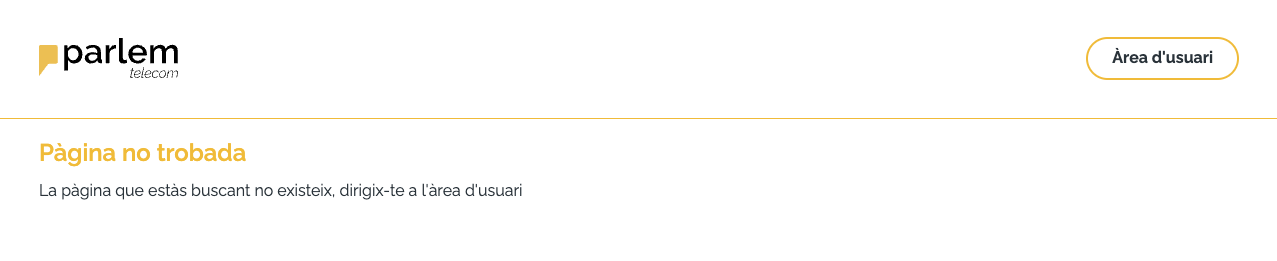 parlem
telecom
Àrea d'usuari
Pàgina no trobada
La pàgina que estàs buscant no existeix, dirigix-te a l'àrea d'usuari